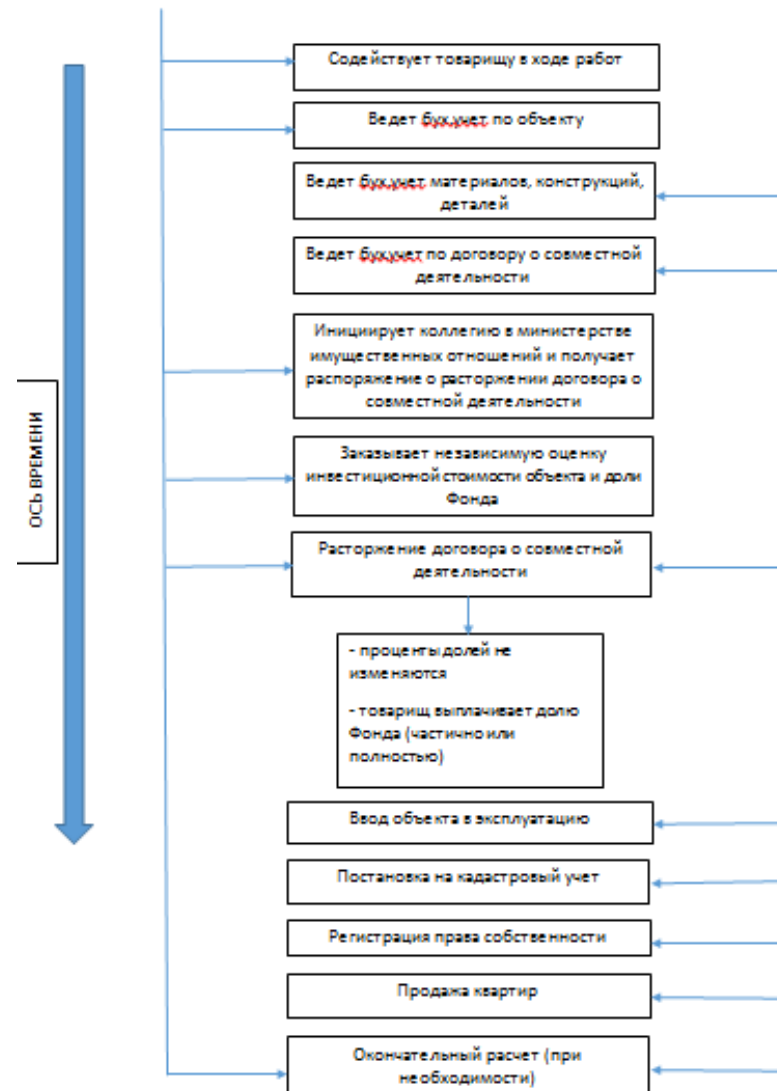 Содействует товарищу в ходе работ
Ведет бух.учет по объекту
Ведет бух.учет материалов, конструкций,
деталей
Ведет бух.учет по договору о совместной
деятельности
Инициирует коллегию в министерстве
имущественных отношений и получает
распоряжение о расторжении договора о
совместной деятельности
ОСЬ ВРЕМЕНИ
Заказывает независимую оценку
инвестиционной стоимости объекта и доли
Фонда
Расторжение договора о совместной
деятельности
- проценты долей не
изменяются
- товарищ выплачивает долю
Фонда (частично или
полностью)
Ввод объекта в эксплуатацию
Постановка на кадастровый учет
Регистрация права собственности
Продажа квартир
Окончательный расчет (при
необходимости)